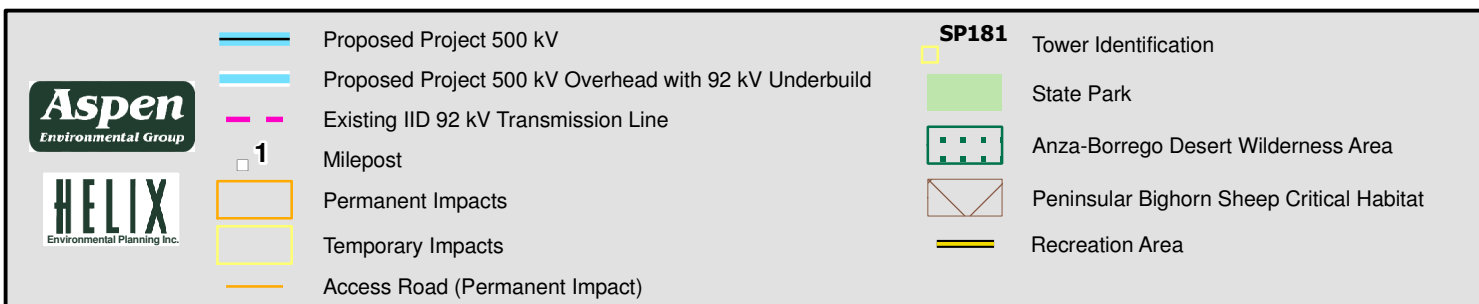 Aspen
Environmental Group
HELIX
Environmental Planning Inc.
Proposed Project 500 kV
Proposed Project 500 kV Overhead with 92 kV Underbuild
Existing IID 92 kV Transmission Line
1
Milepost
Permanent Impacts
Temporary Impacts
Access Road (Permanent Impact)
SP181
Tower Identification
State Park
Anza-Borrego Desert Wilderness Area
Peninsular Bighorn Sheep Critical Habitat
Recreation Area